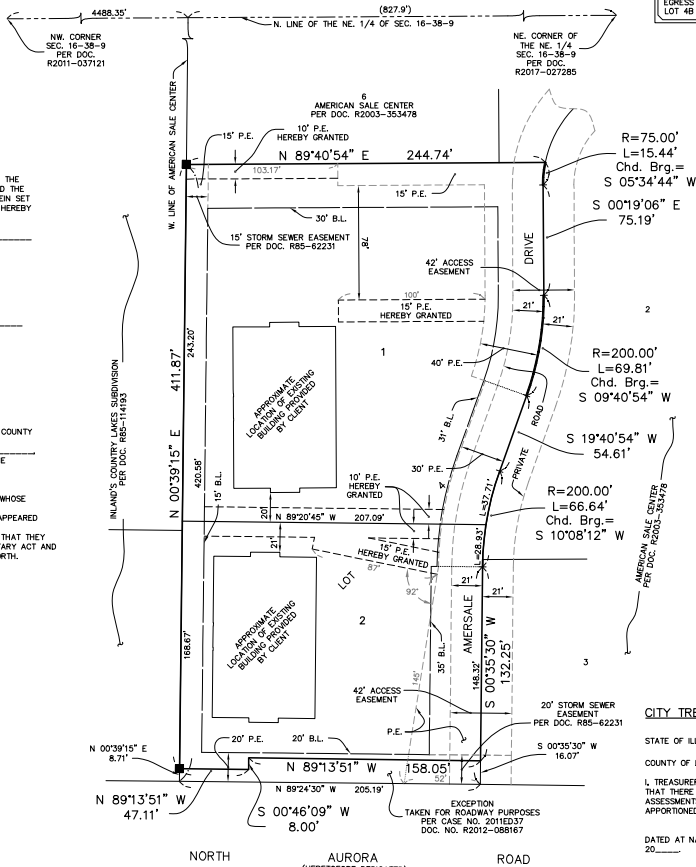 4488.35'
(827.9')
N. LINE OF THE NE. 1/4 OF SEC. 16-38-9
EGRESS
LOT 4B
NW. CORNER
SEC. 16-38-9
PER DOC.
R2011-037121
NE. CORNER OF
THE NE. 1/4
SEC. 16-38-9
PER DOC.
R2017-027285
W. LINE OF AMERICAN SALE CENTER
6
AMERICAN SALE CENTER
PER DOC. R2003-353478
15' P.E.
10' P.E.
HEREBY GRANTED
N 89°40'54" E 244.74'
103.17'
15' P.E.
R=75.00'
L=15.44'
Chd. Brg.=
S 05°34'44" W
S 00°19'06" E
75.19'
THE
D THE
EIN SET
HEREBY
30' B.L.
15' STORM SEWER EASEMENT
PER DOC. R85-62231
78'
DRIVE
42' ACCESS
EASEMENT
100'
15' P.E.
HEREBY GRANTED
21'
21'
2
1
40' P.E.
R=200.00'
L=69.81'
Chd. Brg.=
S 09°40'54" W
INLAND'S COUNTRY LAKES SUBDIVISION
PER DOC. R85-114193
N 00°39'15" E 411.87'
243.20'
420.58'
15' B.L.
APPROXIMATE
LOCATION OF EXISTING
BUILDING PROVIDED
BY CLIENT
31' B.L.
ROAD
PRIVATE
S 19°40'54" W
54.61'
30' P.E.
COUNTY
E
WHOSE
APPEARED
THAT THEY
TARY ACT AND
RTH.
10' P.E.
HEREBY
GRANTED
4
L=37.71'
R=200.00'
L=66.64'
Chd. Brg.=
S 10°08'12" W
AMERICAN SALE CENTER
PER DOC. R2003-353478
20'
N 89°20'45" W 207.09'
21'
15' P.E.
HEREBY GRANTED
87'
L=28.93'
LOT
92'
21'
21'
APPROXIMATE
LOCATION OF EXISTING
BUILDING PROVIDED
BY CLIENT
2
35' B.L.
AMERSALE
148.32'
S 00°35'30" W
132.25'
168.67'
145'
3
42' ACCESS
EASEMENT
20' STORM SEWER
EASEMENT
PER DOC. R85-62231
P.E.
N 00°39'15" E
8.71'
20' P.E.
20' B.L.
S 00°35'30" W
16.07'
N 89°13'51" W 158.05'
N 89°24'30" W 205.19'
52'
N 89°13'51" W
47.11'
S 00°46'09" W
8.00'
EXCEPTION
TAKEN FOR ROADWAY PURPOSES
PER CASE NO. 2011ED37
DOC. NO. R2012-088167
CITY TRE
STATE OF IL
COUNTY OF
I, TREASURER
THAT THERE
ASSESSMENT
APPORTIONED
DATED AT NA
20
NORTH AURORA ROAD